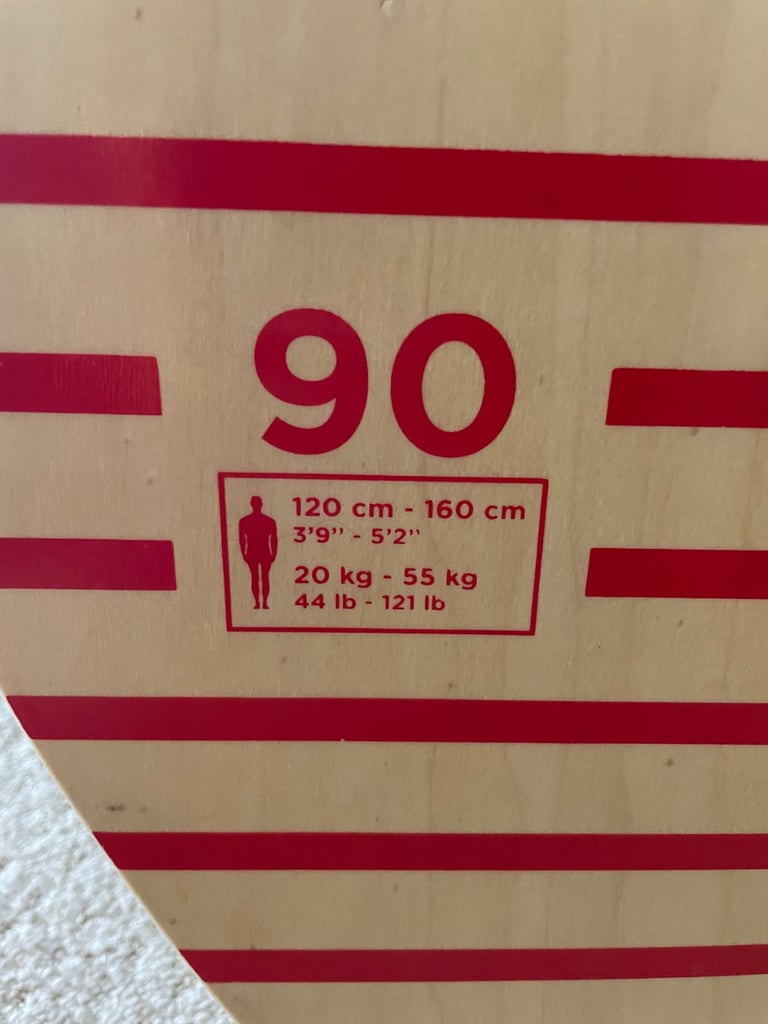 90
120 cm - 160 cm
3’9’’ - 5’2’’
20 kg - 55 kg
44 lb - 121 lb